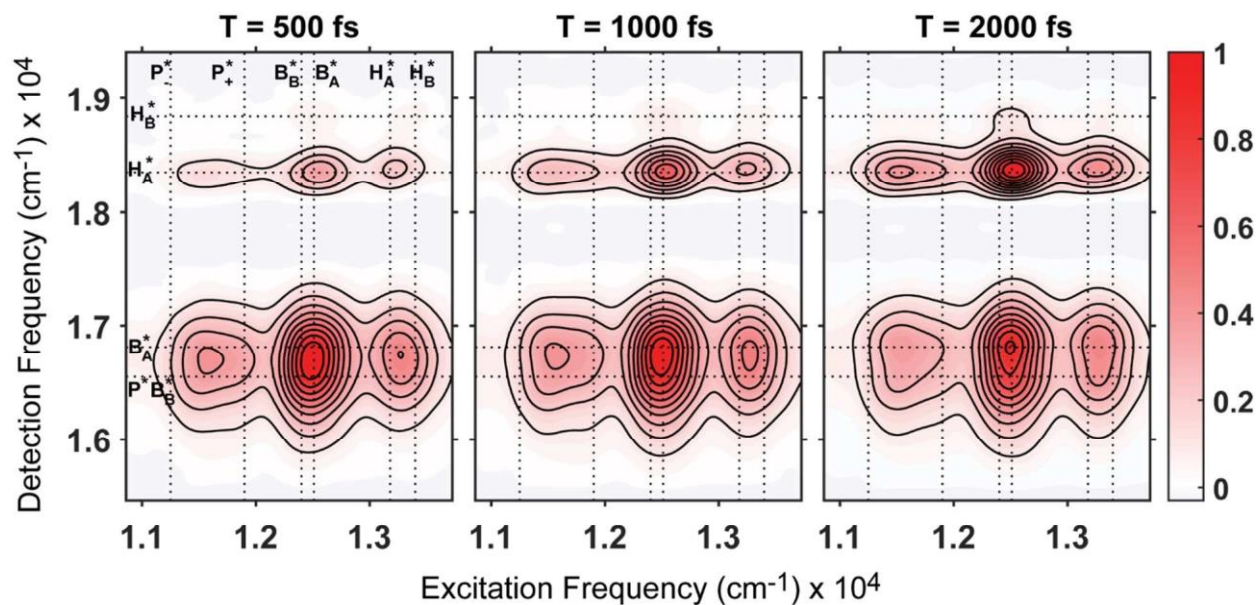 T = 500 fs
T = 1000 fs
T = 2000 fs
P*- P*+ B*B B*A H*A H*B
1
1.9
H*B
0.8
H*A
1.8
0.6
1.7
B*A
0.4
P* B*B
0.2
1.6
0
1.1 1.2 1.3
1.1 1.2 1.3
1.1 1.2 1.3
Detection Frequency (cm-1) x 10⁴
Excitation Frequency (cm-1) x 10⁴